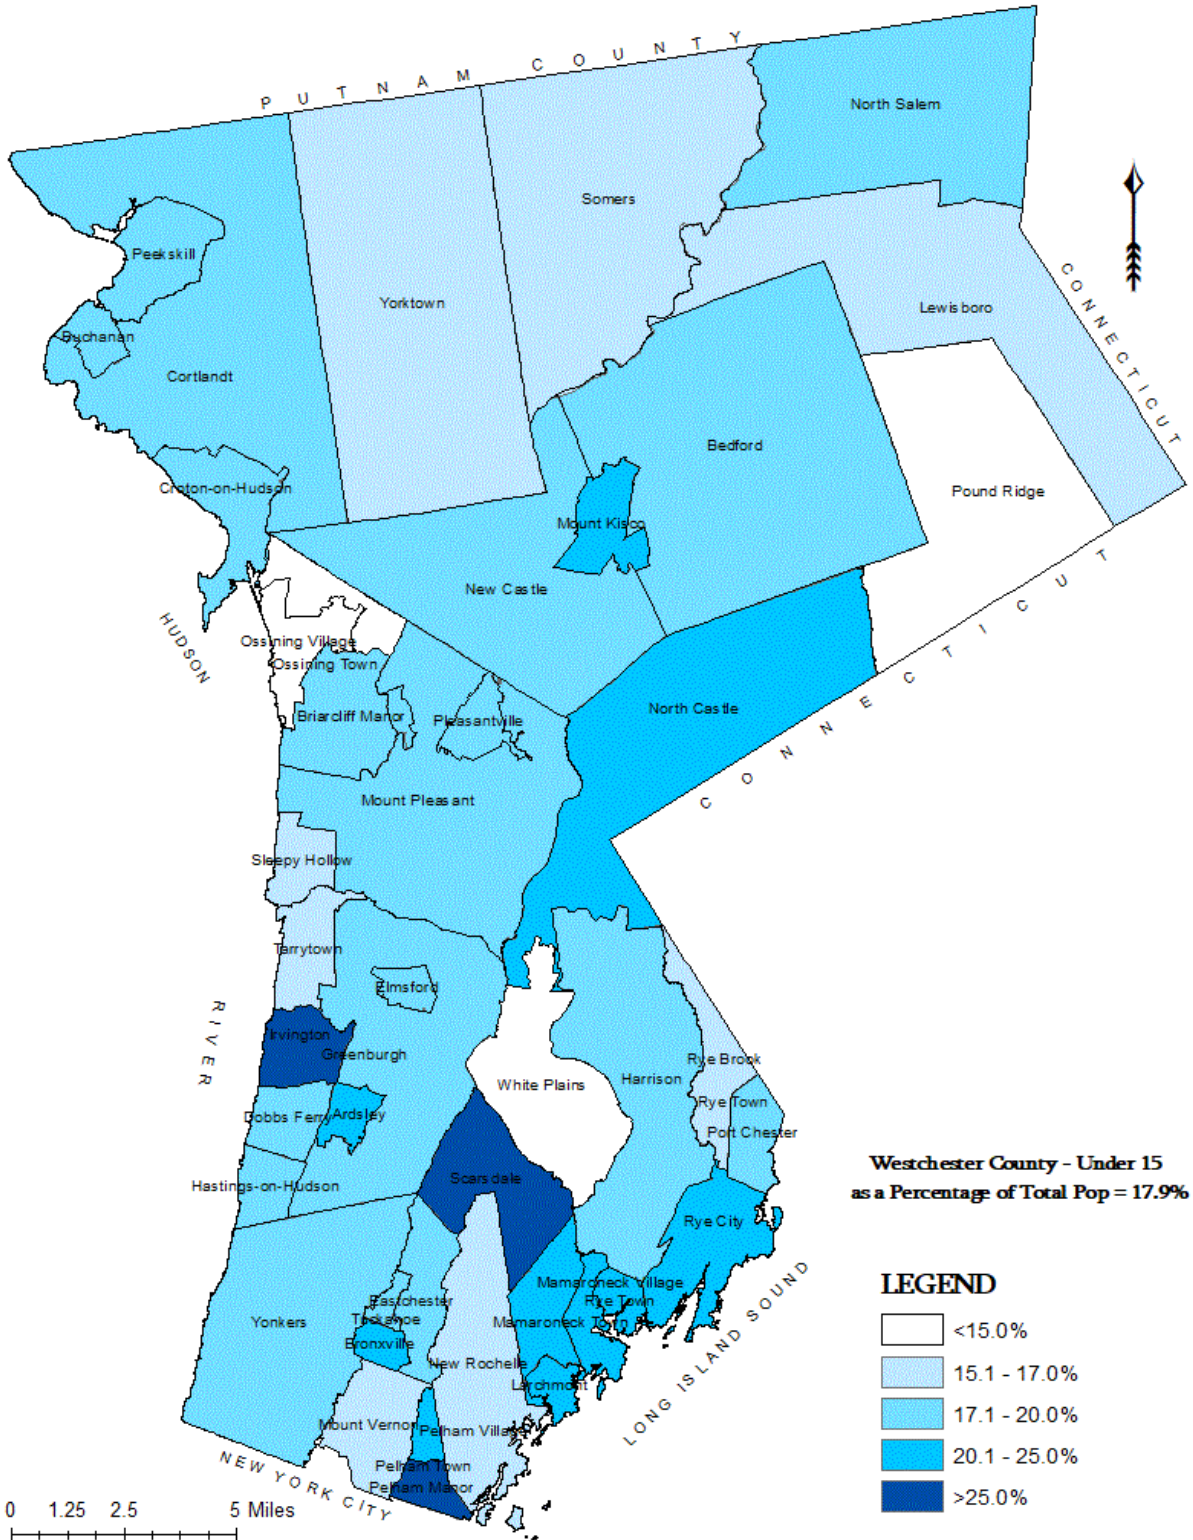 PUTNAM COUNTY
North Salem
Somers
Peekskill
Yorktown
Lewisboro
CONNECTICUT
Buchanan
Cortlandt
Bedford
Croton-on-Hudson
Pound Ridge
Mount Kisco
New Castle
HUDSON
Ossining Village
Ossining Town
CONNECTICUT
North Castle
Briarcliff Manor
Pleasantville
Mount Pleasant
Sleepy Hollow
Tarrytown
Elmsford
RIVER
Irvington
Greenburgh
Rye Brook
White Plains
Harrison
Rye Town
Dobbs Ferry
Ardsley
Port Chester
Westchester County - Under 15
as a Percentage of Total Pop = 17.9%
Scarsdale
Hastings-on-Hudson
Rye City
Mamaroneck Village
Eastchester
Rye Town
Tuckahoe
Yonkers
Mamaroneck Town
Bronxville
New Rochelle
Larchmont
LONG ISLAND SOUND
Mount Vernon
Pelham Village
Pelham Town
Pelham Manor
NEW YORK CITY
LEGEND
<15.0%
15.1 - 17.0%
17.1 - 20.0%
20.1 - 25.0%
>25.0%
0 1.25 2.5 5 Miles